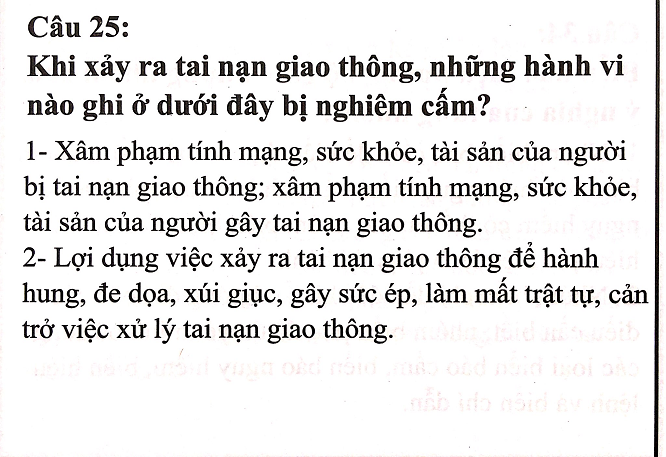 Câu 25:
Khi xảy ra tai nạn giao thông, những hành vi
nào ghi ở dưới đây bị nghiêm cấm?
1- Xâm phạm tính mạng, sức khỏe, tài sản của người
bị tai nạn giao thông; xâm phạm tính mạng, sức khỏe,
tài sản của người gây tai nạn giao thông.
2- Lợi dụng việc xảy ra tai nạn giao thông để hành
hung, đe dọa, xúi giục, gây sức ép, làm mất trật tự, cản
trở việc xử lý tai nạn giao thông.